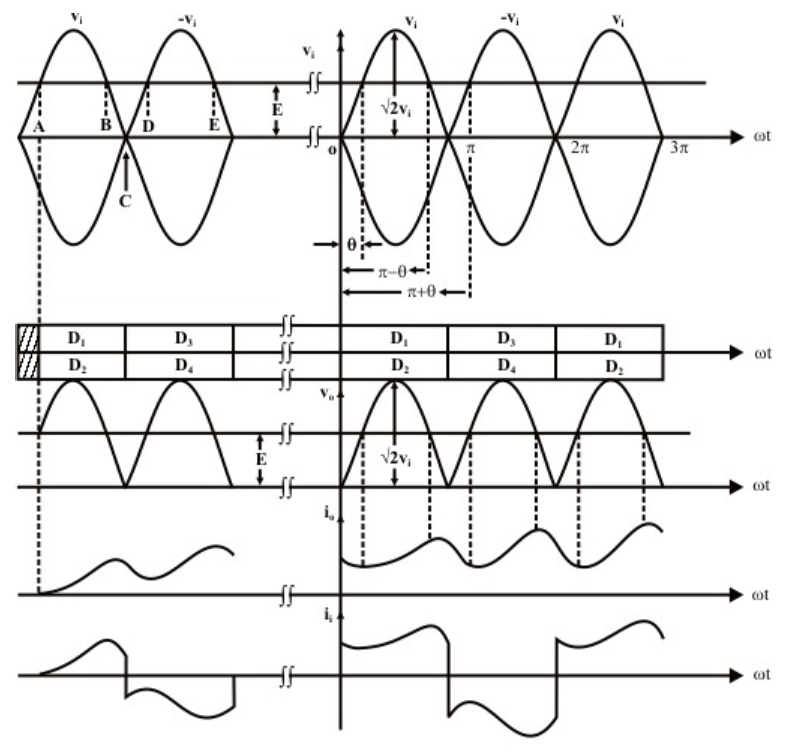 vᵢ -vᵢ vᵢ -vᵢ vᵢ
vᵢ
A B D E E √2vᵢ
o π 2π 3π ωt
C
θ
π−θ
π+θ
D₁ D₃ D₁ D₃ D₁
ωt
D₂ D₄ D₂ D₄ D₂
vₒ
E √2vᵢ
ωt
iₒ
ωt
iᵢ
ωt